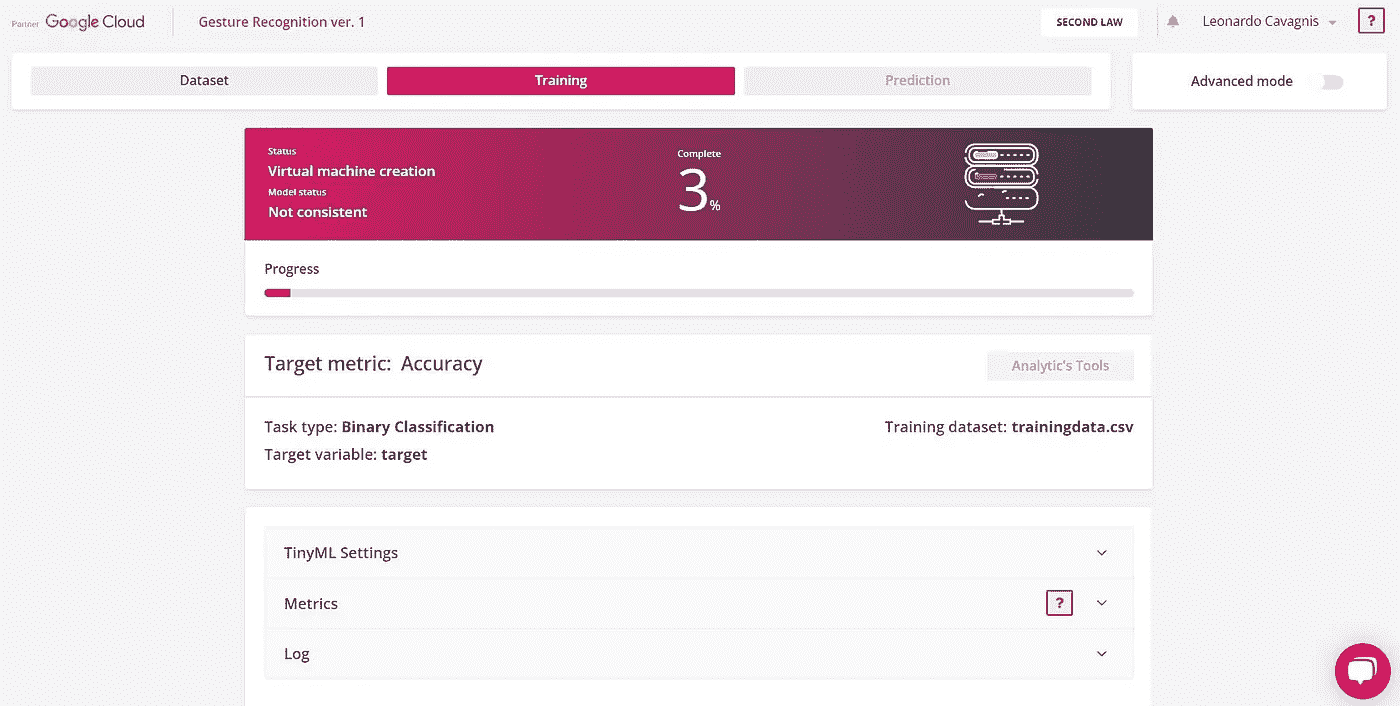 Partner Google Cloud
Gesture Recognition ver. 1
SECOND LAW
Leonardo Cavagnis
?
Dataset
Training
Prediction
Advanced mode
Status
Virtual machine creation
Model status
Not consistent
Complete
3%
Progress
Target metric: Accuracy
Analytic's Tools
Task type: Binary Classification
Training dataset: trainingdata.csv
Target variable: target
TinyML Settings
Metrics
?
Log